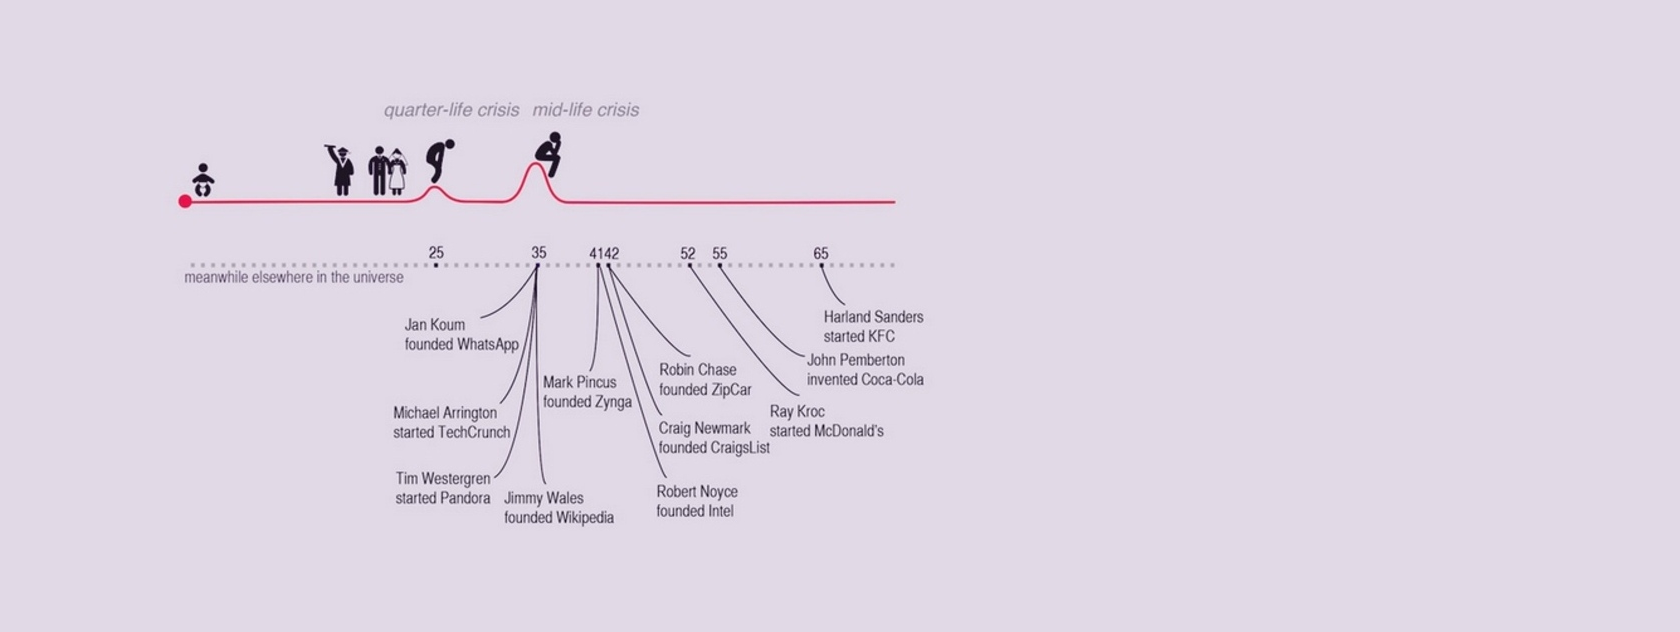 quarter-life crisis mid-life crisis
25 35 41 42 52 55 65
meanwhile elsewhere in the universe
Jan Koum
founded WhatsApp
Michael Arrington
started TechCrunch
Tim Westergren
started Pandora
Jimmy Wales
founded Wikipedia
Mark Pincus
founded Zynga
Robin Chase
founded ZipCar
Craig Newmark
founded CraigsList
Robert Noyce
founded Intel
Ray Kroc
started McDonald's
John Pemberton
invented Coca-Cola
Harland Sanders
started KFC